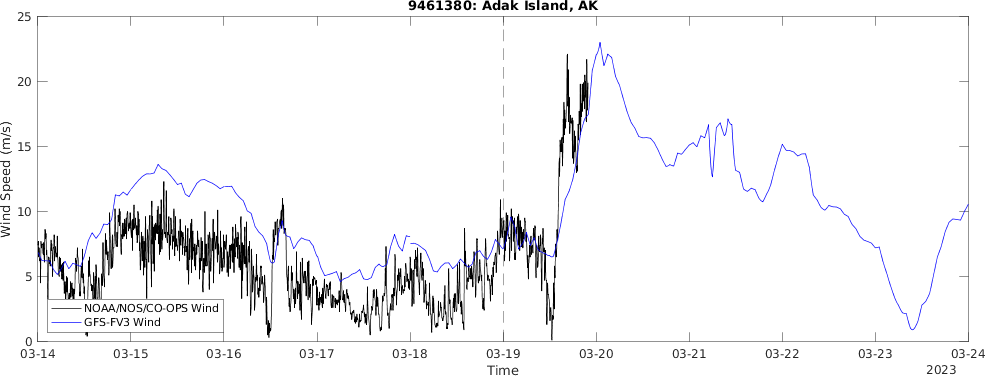 9461380: Adak Island, AK
Wind Speed (m/s)
25
20
15
10
5
0
NOAA/NOS/CO-OPS Wind
GFS-FV3 Wind
03-14 03-15 03-16 03-17 03-18 03-19 03-20 03-21 03-22 03-23 03-24
Time
2023